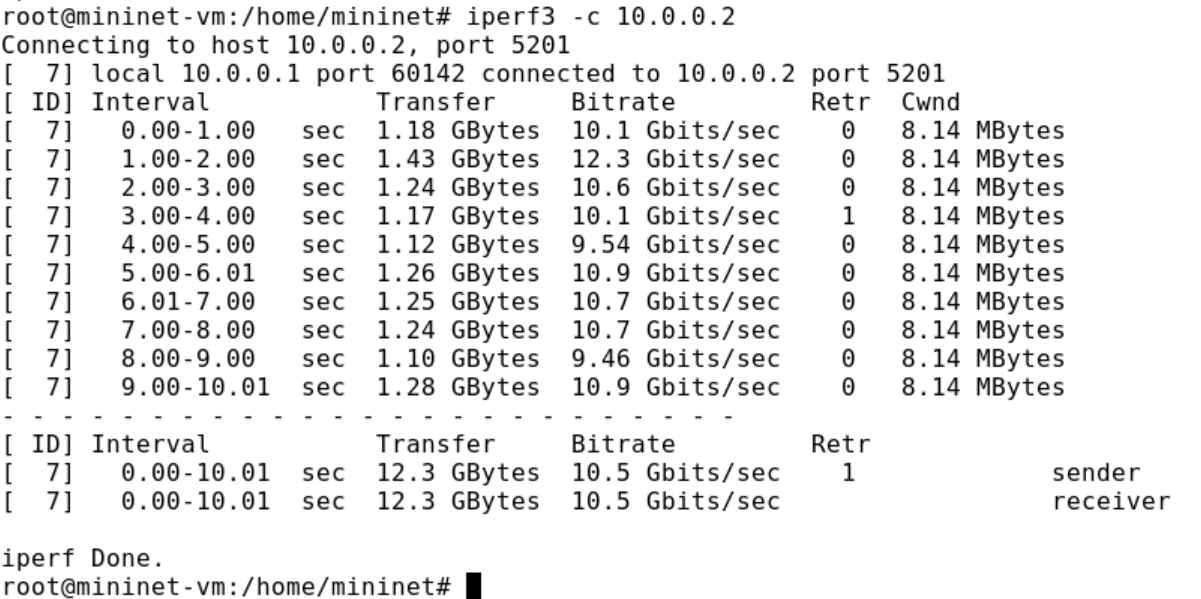 root@mininet-vm:/home/mininet# iperf3 -c 10.0.0.2
Connecting to host 10.0.0.2, port 5201
[  7] local 10.0.0.1 port 60142 connected to 10.0.0.2 port 5201
[ ID] Interval           Transfer     Bitrate         Retr  Cwnd
[  7]   0.00-1.00   sec  1.18 GBytes  10.1 Gbits/sec    0   8.14 MBytes
[  7]   1.00-2.00   sec  1.43 GBytes  12.3 Gbits/sec    0   8.14 MBytes
[  7]   2.00-3.00   sec  1.24 GBytes  10.6 Gbits/sec    0   8.14 MBytes
[  7]   3.00-4.00   sec  1.17 GBytes  10.1 Gbits/sec    1   8.14 MBytes
[  7]   4.00-5.00   sec  1.12 GBytes  9.54 Gbits/sec    0   8.14 MBytes
[  7]   5.00-6.01   sec  1.26 GBytes  10.9 Gbits/sec    0   8.14 MBytes
[  7]   6.01-7.00   sec  1.25 GBytes  10.7 Gbits/sec    0   8.14 MBytes
[  7]   7.00-8.00   sec  1.24 GBytes  10.7 Gbits/sec    0   8.14 MBytes
[  7]   8.00-9.00   sec  1.10 GBytes  9.46 Gbits/sec    0   8.14 MBytes
[  7]   9.00-10.01  sec  1.28 GBytes  10.9 Gbits/sec    0   8.14 MBytes
- - - - - - - - - - - - - - - - - - - - - - - - -
[ ID] Interval           Transfer     Bitrate         Retr
[  7]   0.00-10.01  sec  12.3 GBytes  10.5 Gbits/sec    1             sender
[  7]   0.00-10.01  sec  12.3 GBytes  10.5 Gbits/sec                  receiver
iperf Done.
root@mininet-vm:/home/mininet#